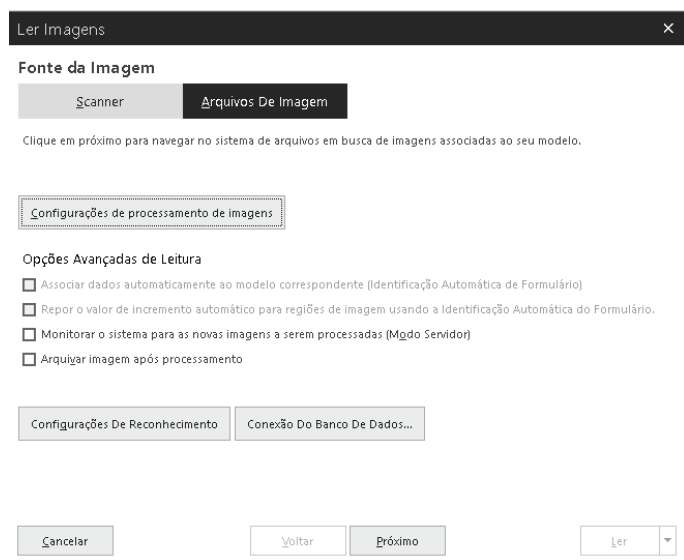 Ler Imagens
Fonte da Imagem
Scanner
Arquivos De Imagem
Clique em próximo para navegar no sistema de arquivos em busca de imagens associadas ao seu modelo.
Configurações de processamento de imagens
Opções Avançadas de Leitura
Associar dados automaticamente ao modelo correspondente (Identificação Automática de Formulário)
Repor o valor de incremento automático para regiões de imagem usando a Identificação Automática do Formulário.
Monitorar o sistema para as novas imagens a serem processadas (Modo Servidor)
Arquivar imagem após processamento
Configurações De Reconhecimento
Conexão Do Banco De Dados...
Cancelar
Voltar
Próximo
Ler